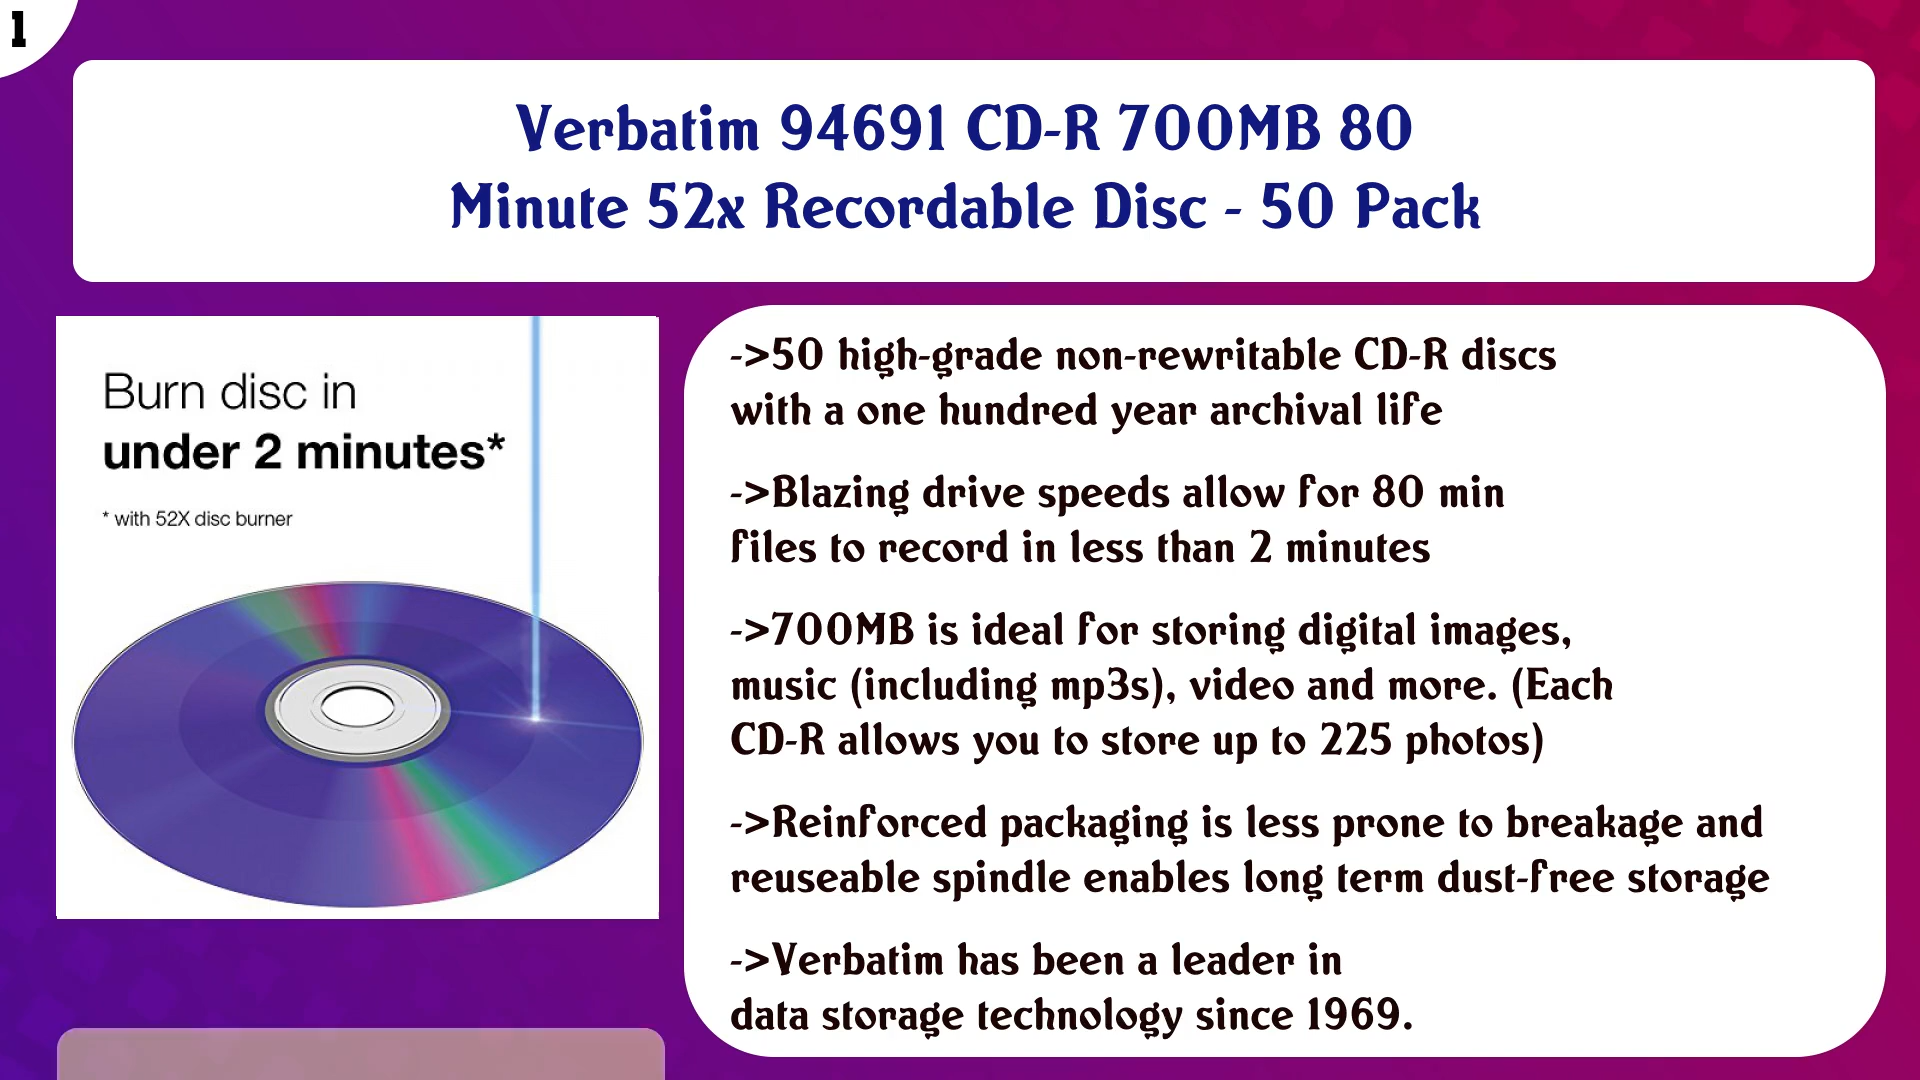 1
Verbatim 94691 CD-R 700MB 80
Minute 52x Recordable Disc - 50 Pack
Burn disc in
under 2 minutes*
* with 52X disc burner
->50 high-grade non-rewritable CD-R discs
with a one hundred year archival life
->Blazing drive speeds allow for 80 min
files to record in less than 2 minutes
->700MB is ideal for storing digital images,
music (including mp3s), video and more. (Each
CD-R allows you to store up to 225 photos)
->Reinforced packaging is less prone to breakage and
reuseable spindle enables long term dust-free storage
->Verbatim has been a leader in
data storage technology since 1969.